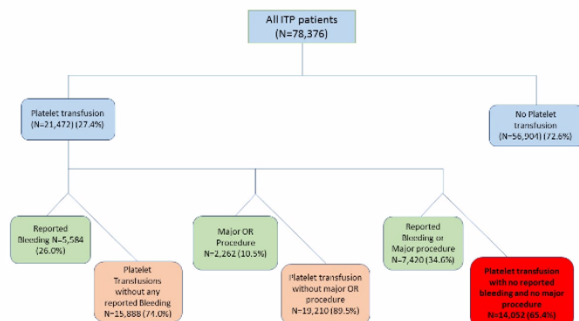 All ITP patients
(N=78,376)
Platelet transfusion
(N=21,472) (27.4%)
No Platelet
transfusion
(N=56,904) (72.6%)
Reported
Bleeding N=5,584
(26.0%)
Platelet
Transfusions
without any
reported Bleeding
N=15,888 (74.0%)
Major OR
Procedure
N=2,262 (10.5%)
Platelet transfusion
without major OR
procedure
N=19,210 (89.5%)
Reported
Bleeding or
Major procedure
N=7,420 (34.6%)
Platelet transfusion
with no reported
bleeding and no major
procedure
N=14,052 (65.4%)